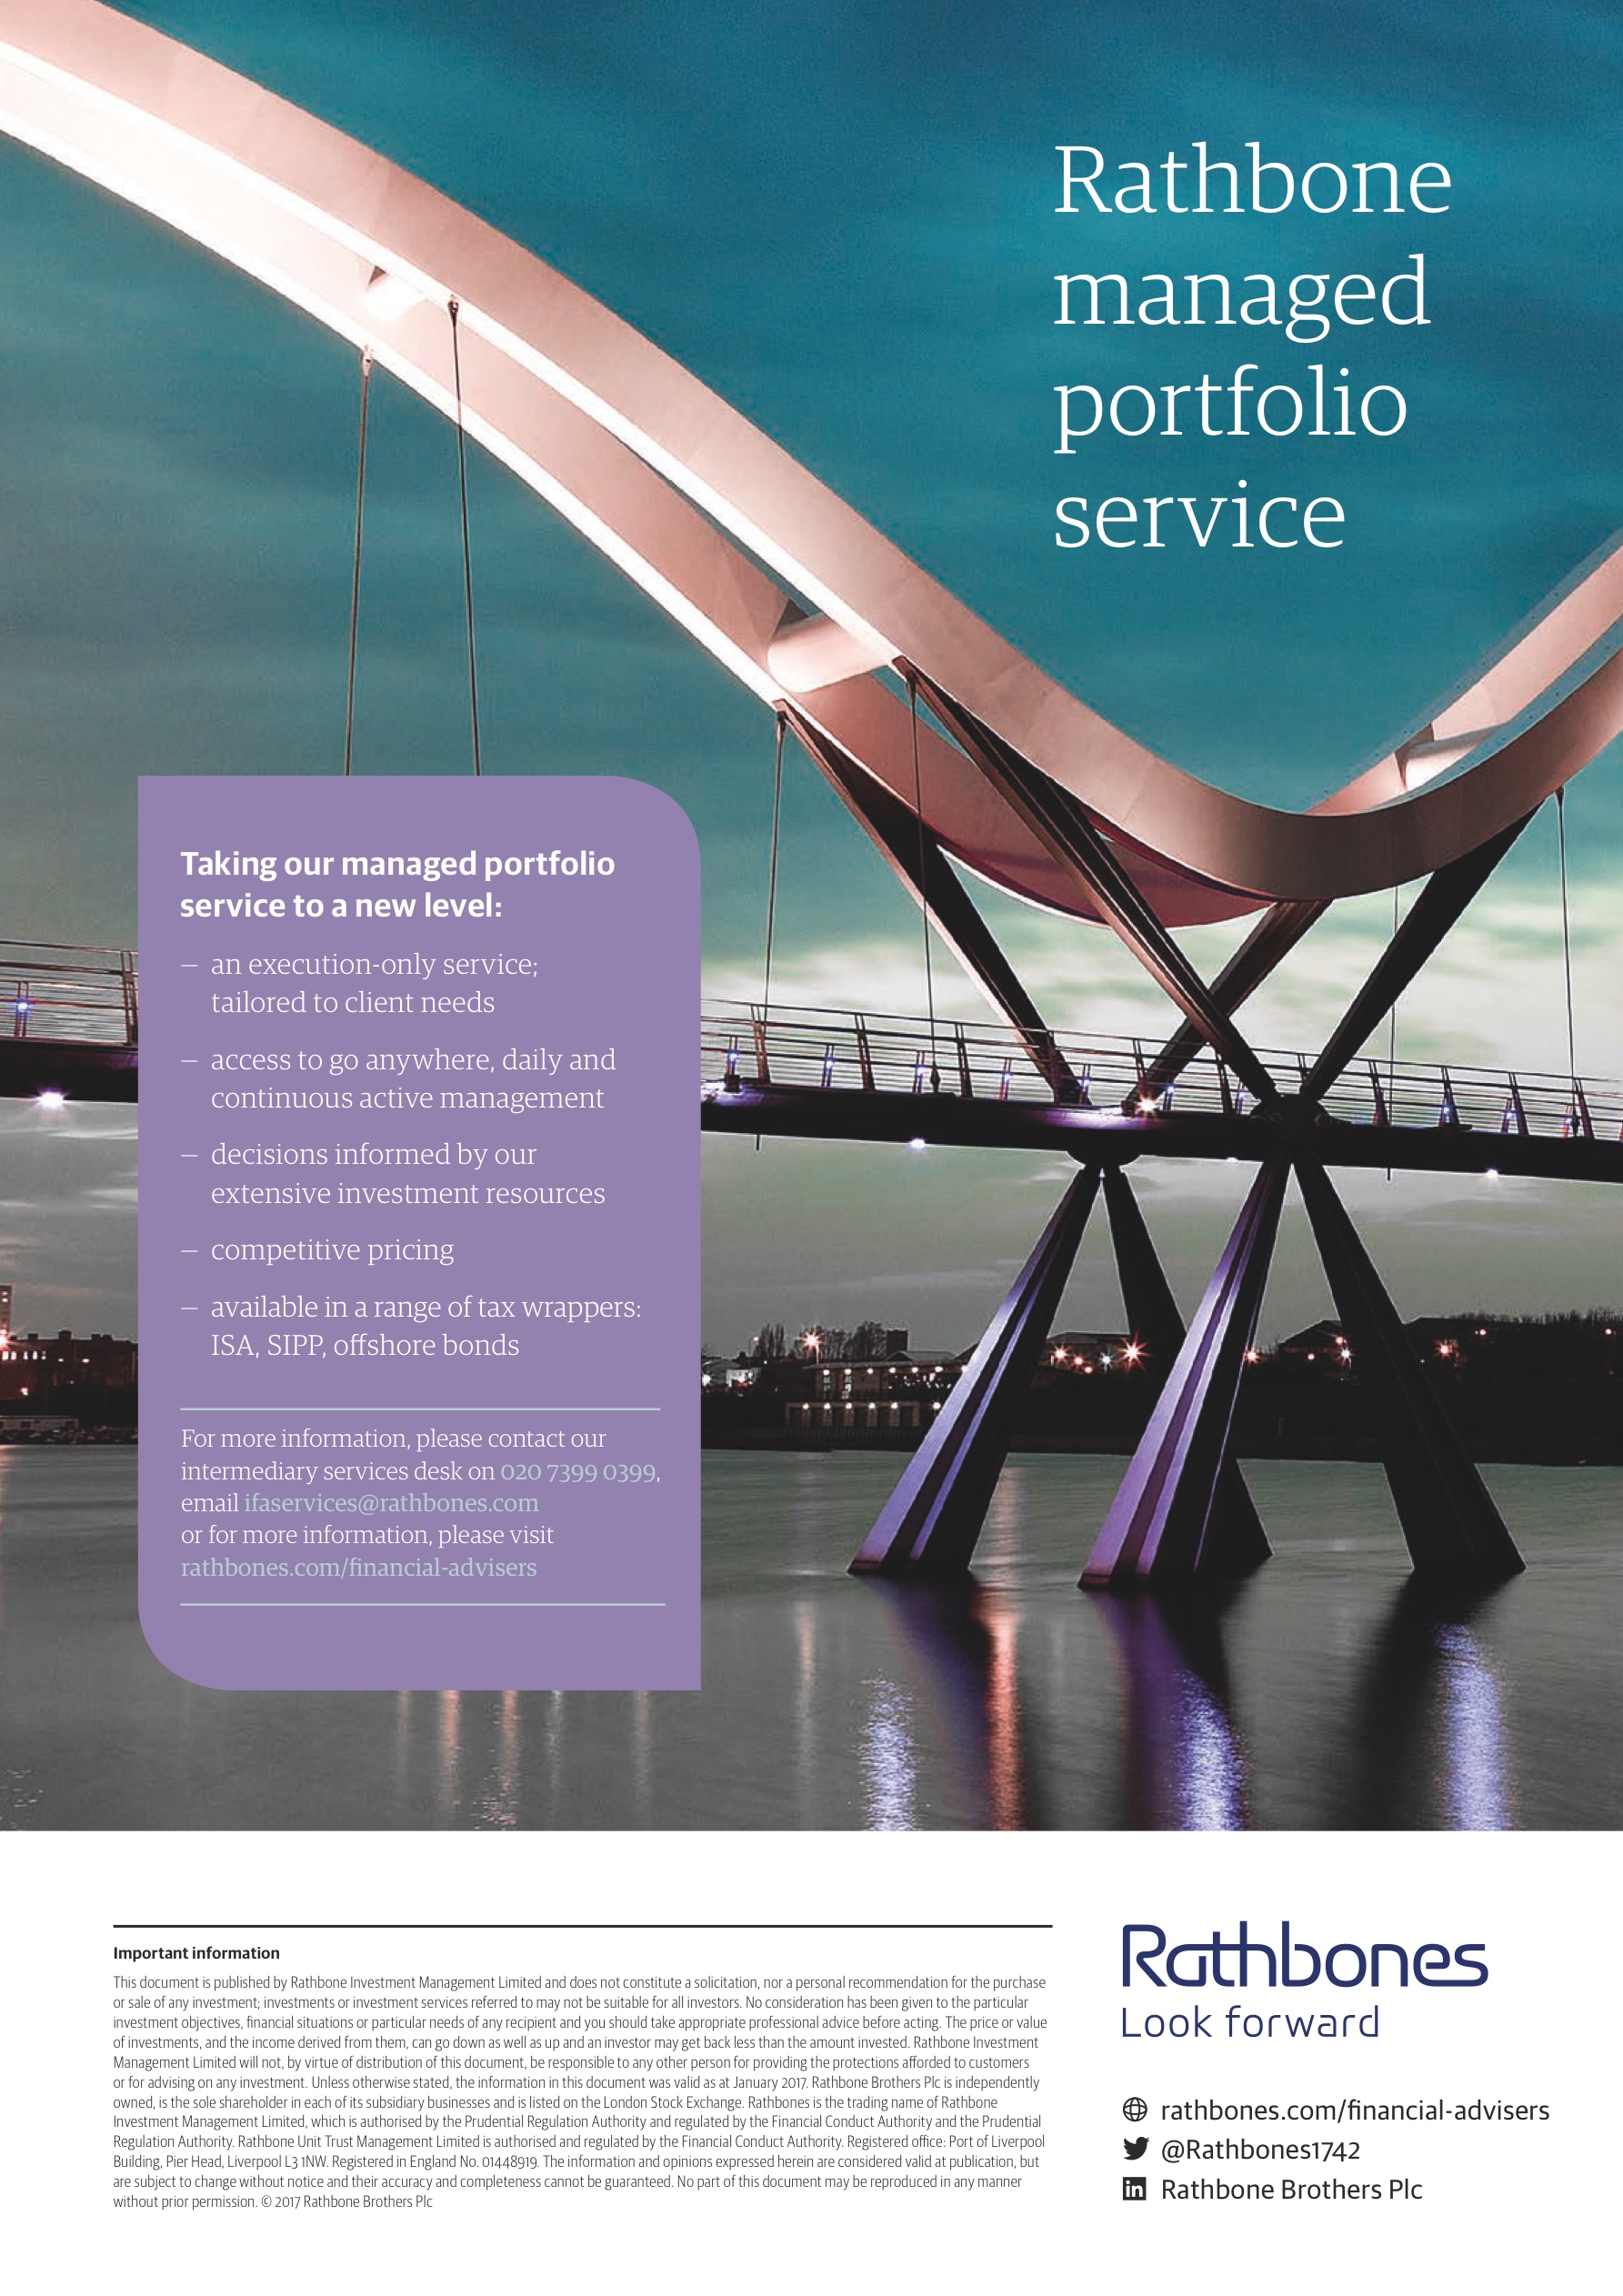 Rathbone
managed
portfolio
service
Taking our managed portfolio
service to a new level:
– an execution-only service;
tailored to client needs
– access to go anywhere, daily and
continuous active management
– decisions informed by our
extensive investment resources
– competitive pricing
– available in a range of tax wrappers:
ISA, SIPP, offshore bonds
For more information, please contact our
intermediary services desk on 020 7399 0399,
email ifaservices@rathbones.com
or for more information, please visit
rathbones.com/financial-advisers
Important information
This document is published by Rathbone Investment Management Limited and does not constitute a solicitation, nor a personal recommendation for the purchase
or sale of any investment; investments or investment services referred to may not be suitable for all investors. No consideration has been given to the particular
investment objectives, financial situations or particular needs of any recipient and you should take appropriate professional advice before acting. The price or value
of investments, and the income derived from them, can go down as well as up and an investor may get back less than the amount invested. Rathbone Investment
Management Limited will not, by virtue of distribution of this document, be responsible to any other person for providing the protections afforded to customers
or for advising on any investment. Unless otherwise stated, the information in this document was valid as at January 2017. Rathbone Brothers Plc is independently
owned, is the sole shareholder in each of its subsidiary businesses and is listed on the London Stock Exchange. Rathbones is the trading name of Rathbone
Investment Management Limited, which is authorised by the Prudential Regulation Authority and regulated by the Financial Conduct Authority and the Prudential
Regulation Authority. Rathbone Unit Trust Management Limited is authorised and regulated by the Financial Conduct Authority. Registered office: Port of Liverpool
Building, Pier Head, Liverpool L3 1NW. Registered in England No. 01448919. The information and opinions expressed herein are considered valid at publication, but
are subject to change without notice and their accuracy and completeness cannot be guaranteed. No part of this document may be reproduced in any manner
without prior permission. © 2017 Rathbone Brothers Plc
Rathbones
Look forward
rathbones.com/financial-advisers
@Rathbones1742
Rathbone Brothers Plc